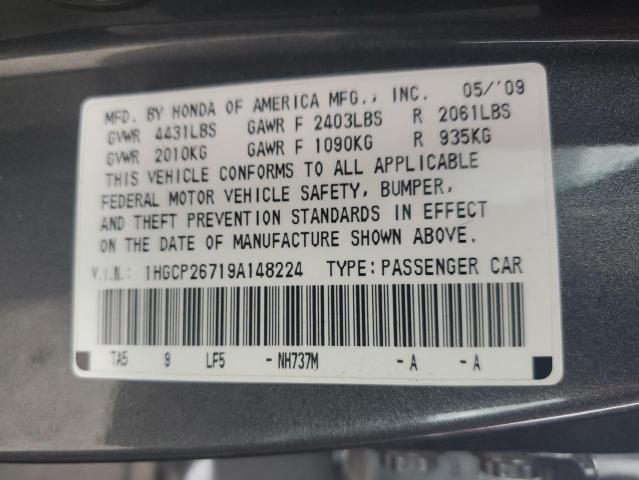 MFD. BY HONDA OF AMERICA MFG., INC. 05/'09
GVWR 4431LBS GAWR F 2403LBS R 2061LBS
GVWR 2010KG GAWR F 1090KG R 935KG
THIS VEHICLE CONFORMS TO ALL APPLICABLE
FEDERAL MOTOR VEHICLE SAFETY, BUMPER,
AND THEFT PREVENTION STANDARDS IN EFFECT
ON THE DATE OF MANUFACTURE SHOWN ABOVE.
V.I.N.: 1HGCP26719A148224 TYPE: PASSENGER CAR
TA5 9 LF5 - NH737M - A - A